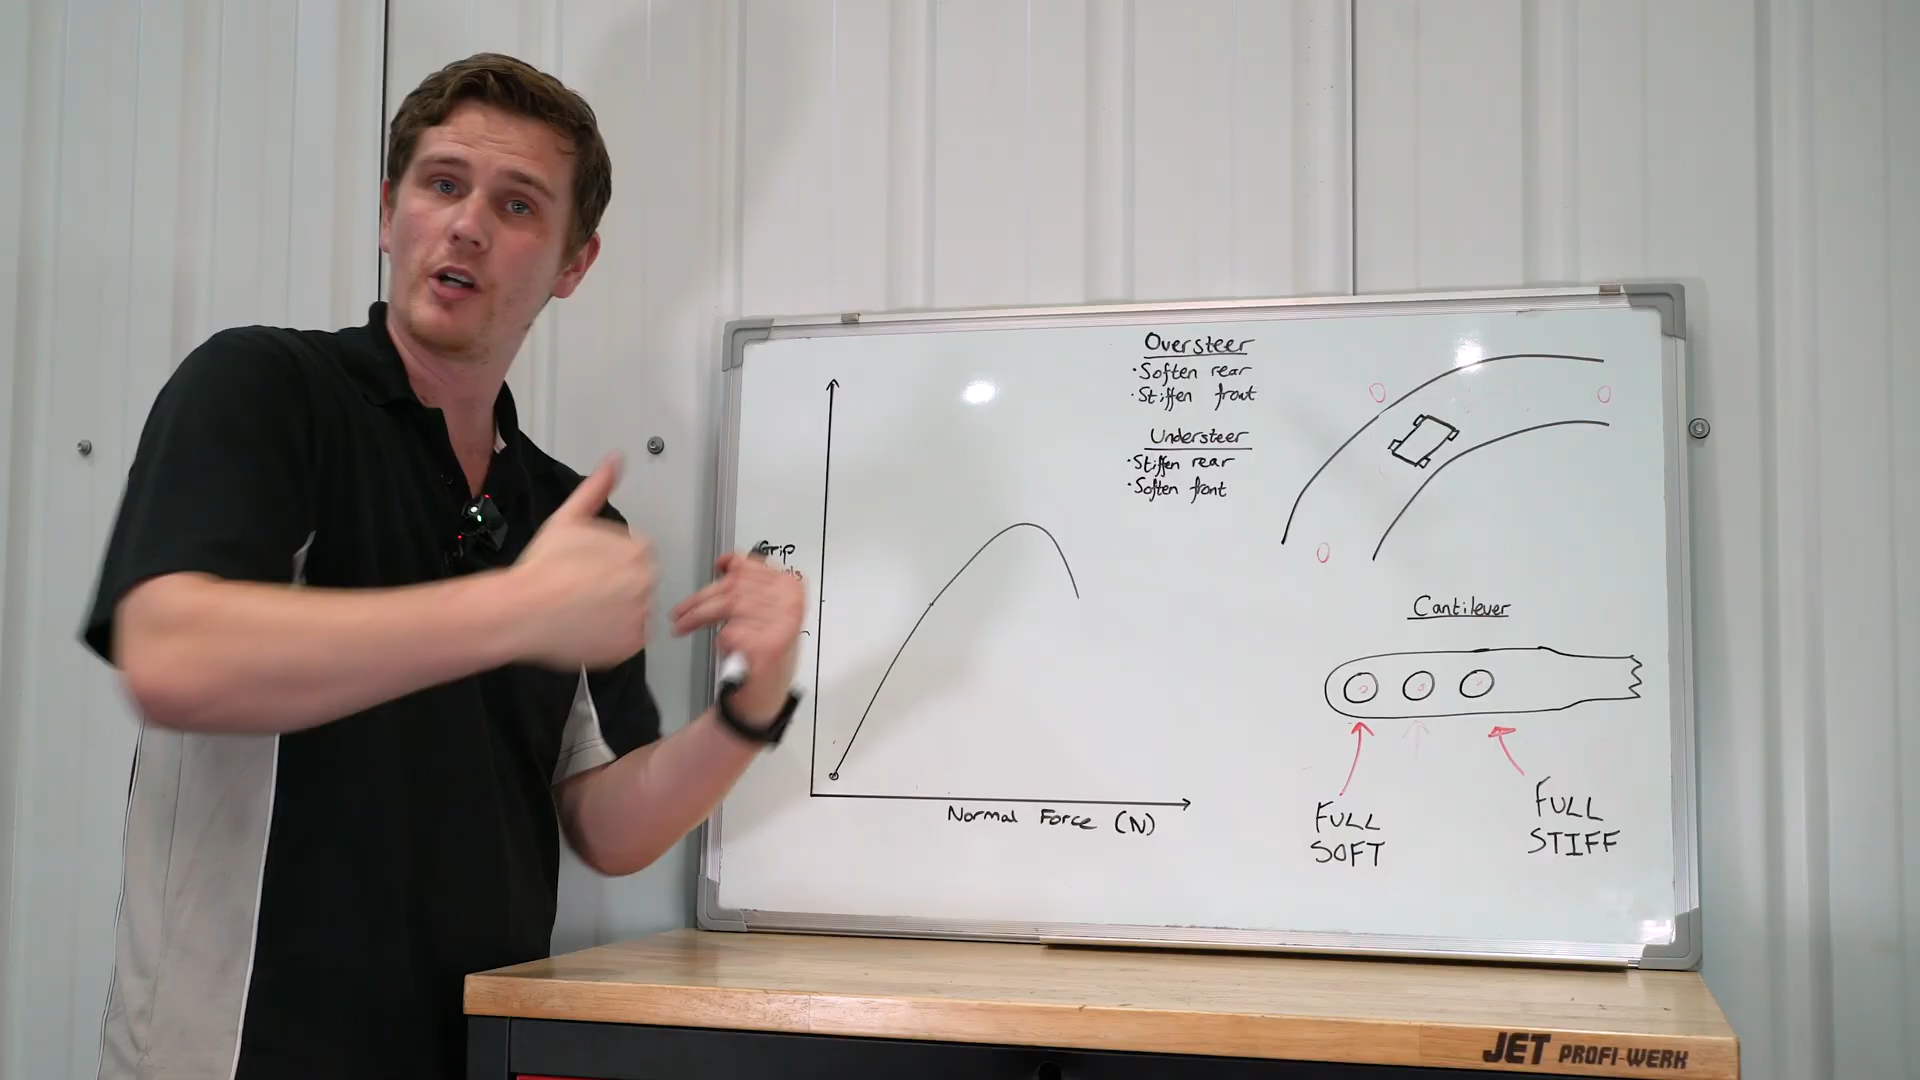 Oversteer
·Soften rear
·Stiffen front
Understeer
·Stiffen rear
·Soften front
Grip
Normal Force (N)
Cantilever
FULL
SOFT
FULL
STIFF
JET PROFI-WERK